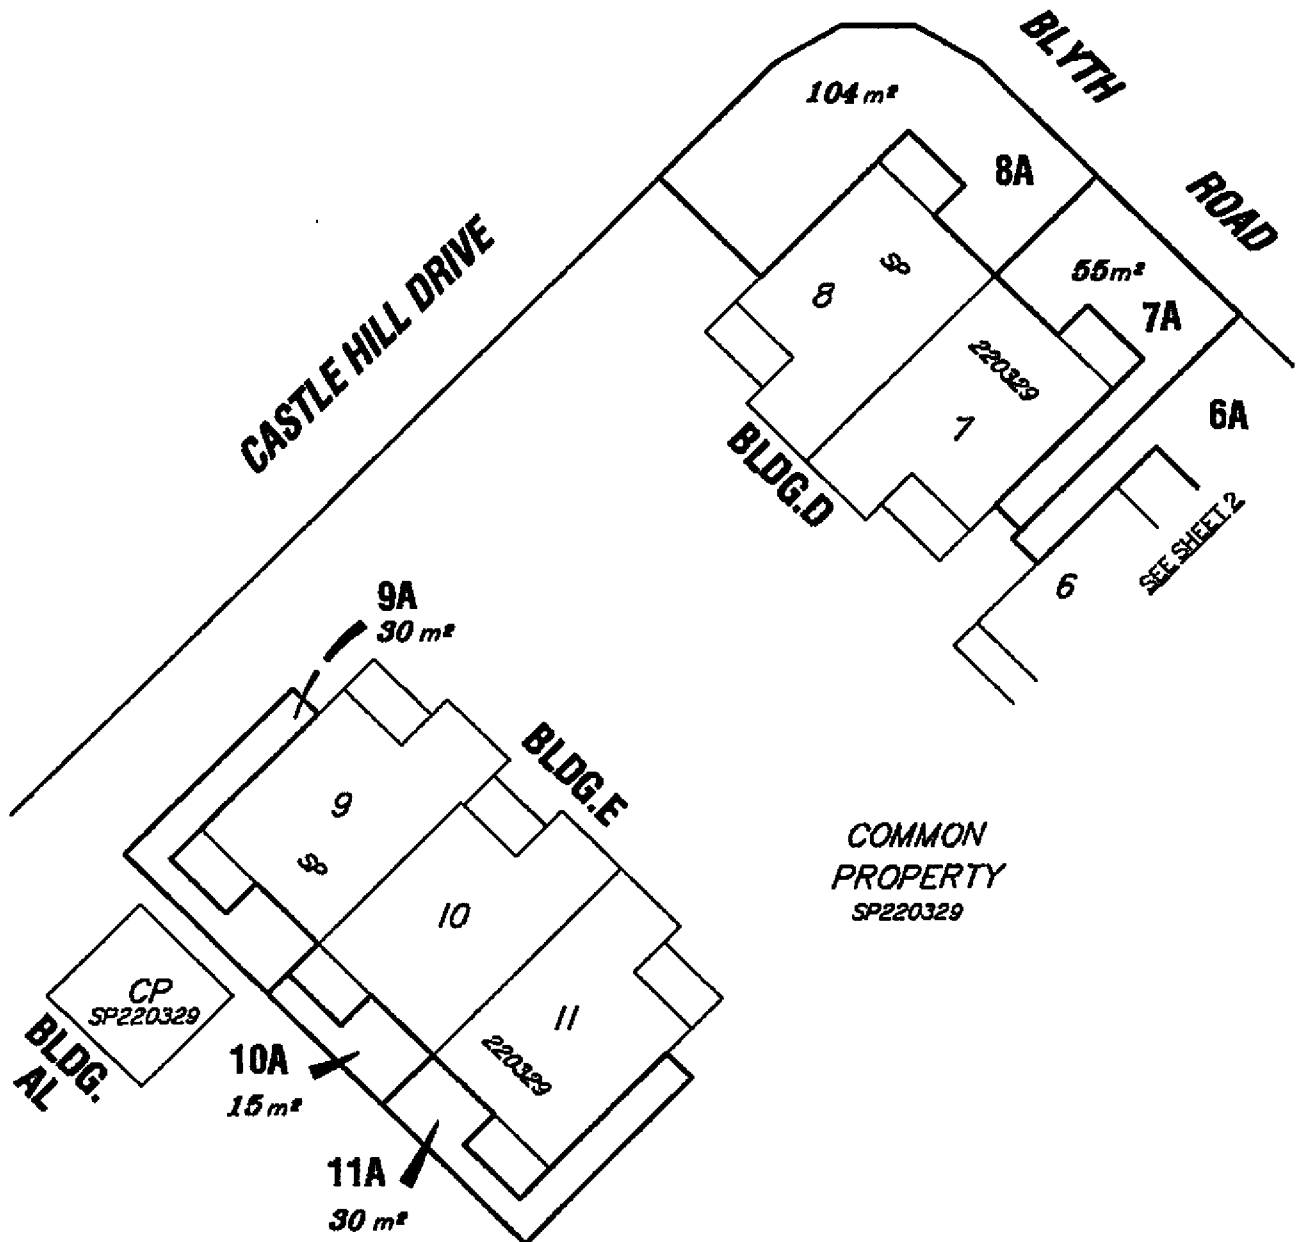 BLYTH
ROAD
104 m²
8A
CASTLE HILL DRIVE
SP
8
55m²
7A
220329
7
6A
BLDG.D
SEE SHEET 2
6
9A
30 m²
BLDG.E
9
SP
10
COMMON
PROPERTY
SP220329
CP
SP220329
11
BLDG.
AL
220329
10A
15 m²
11A
30 m²